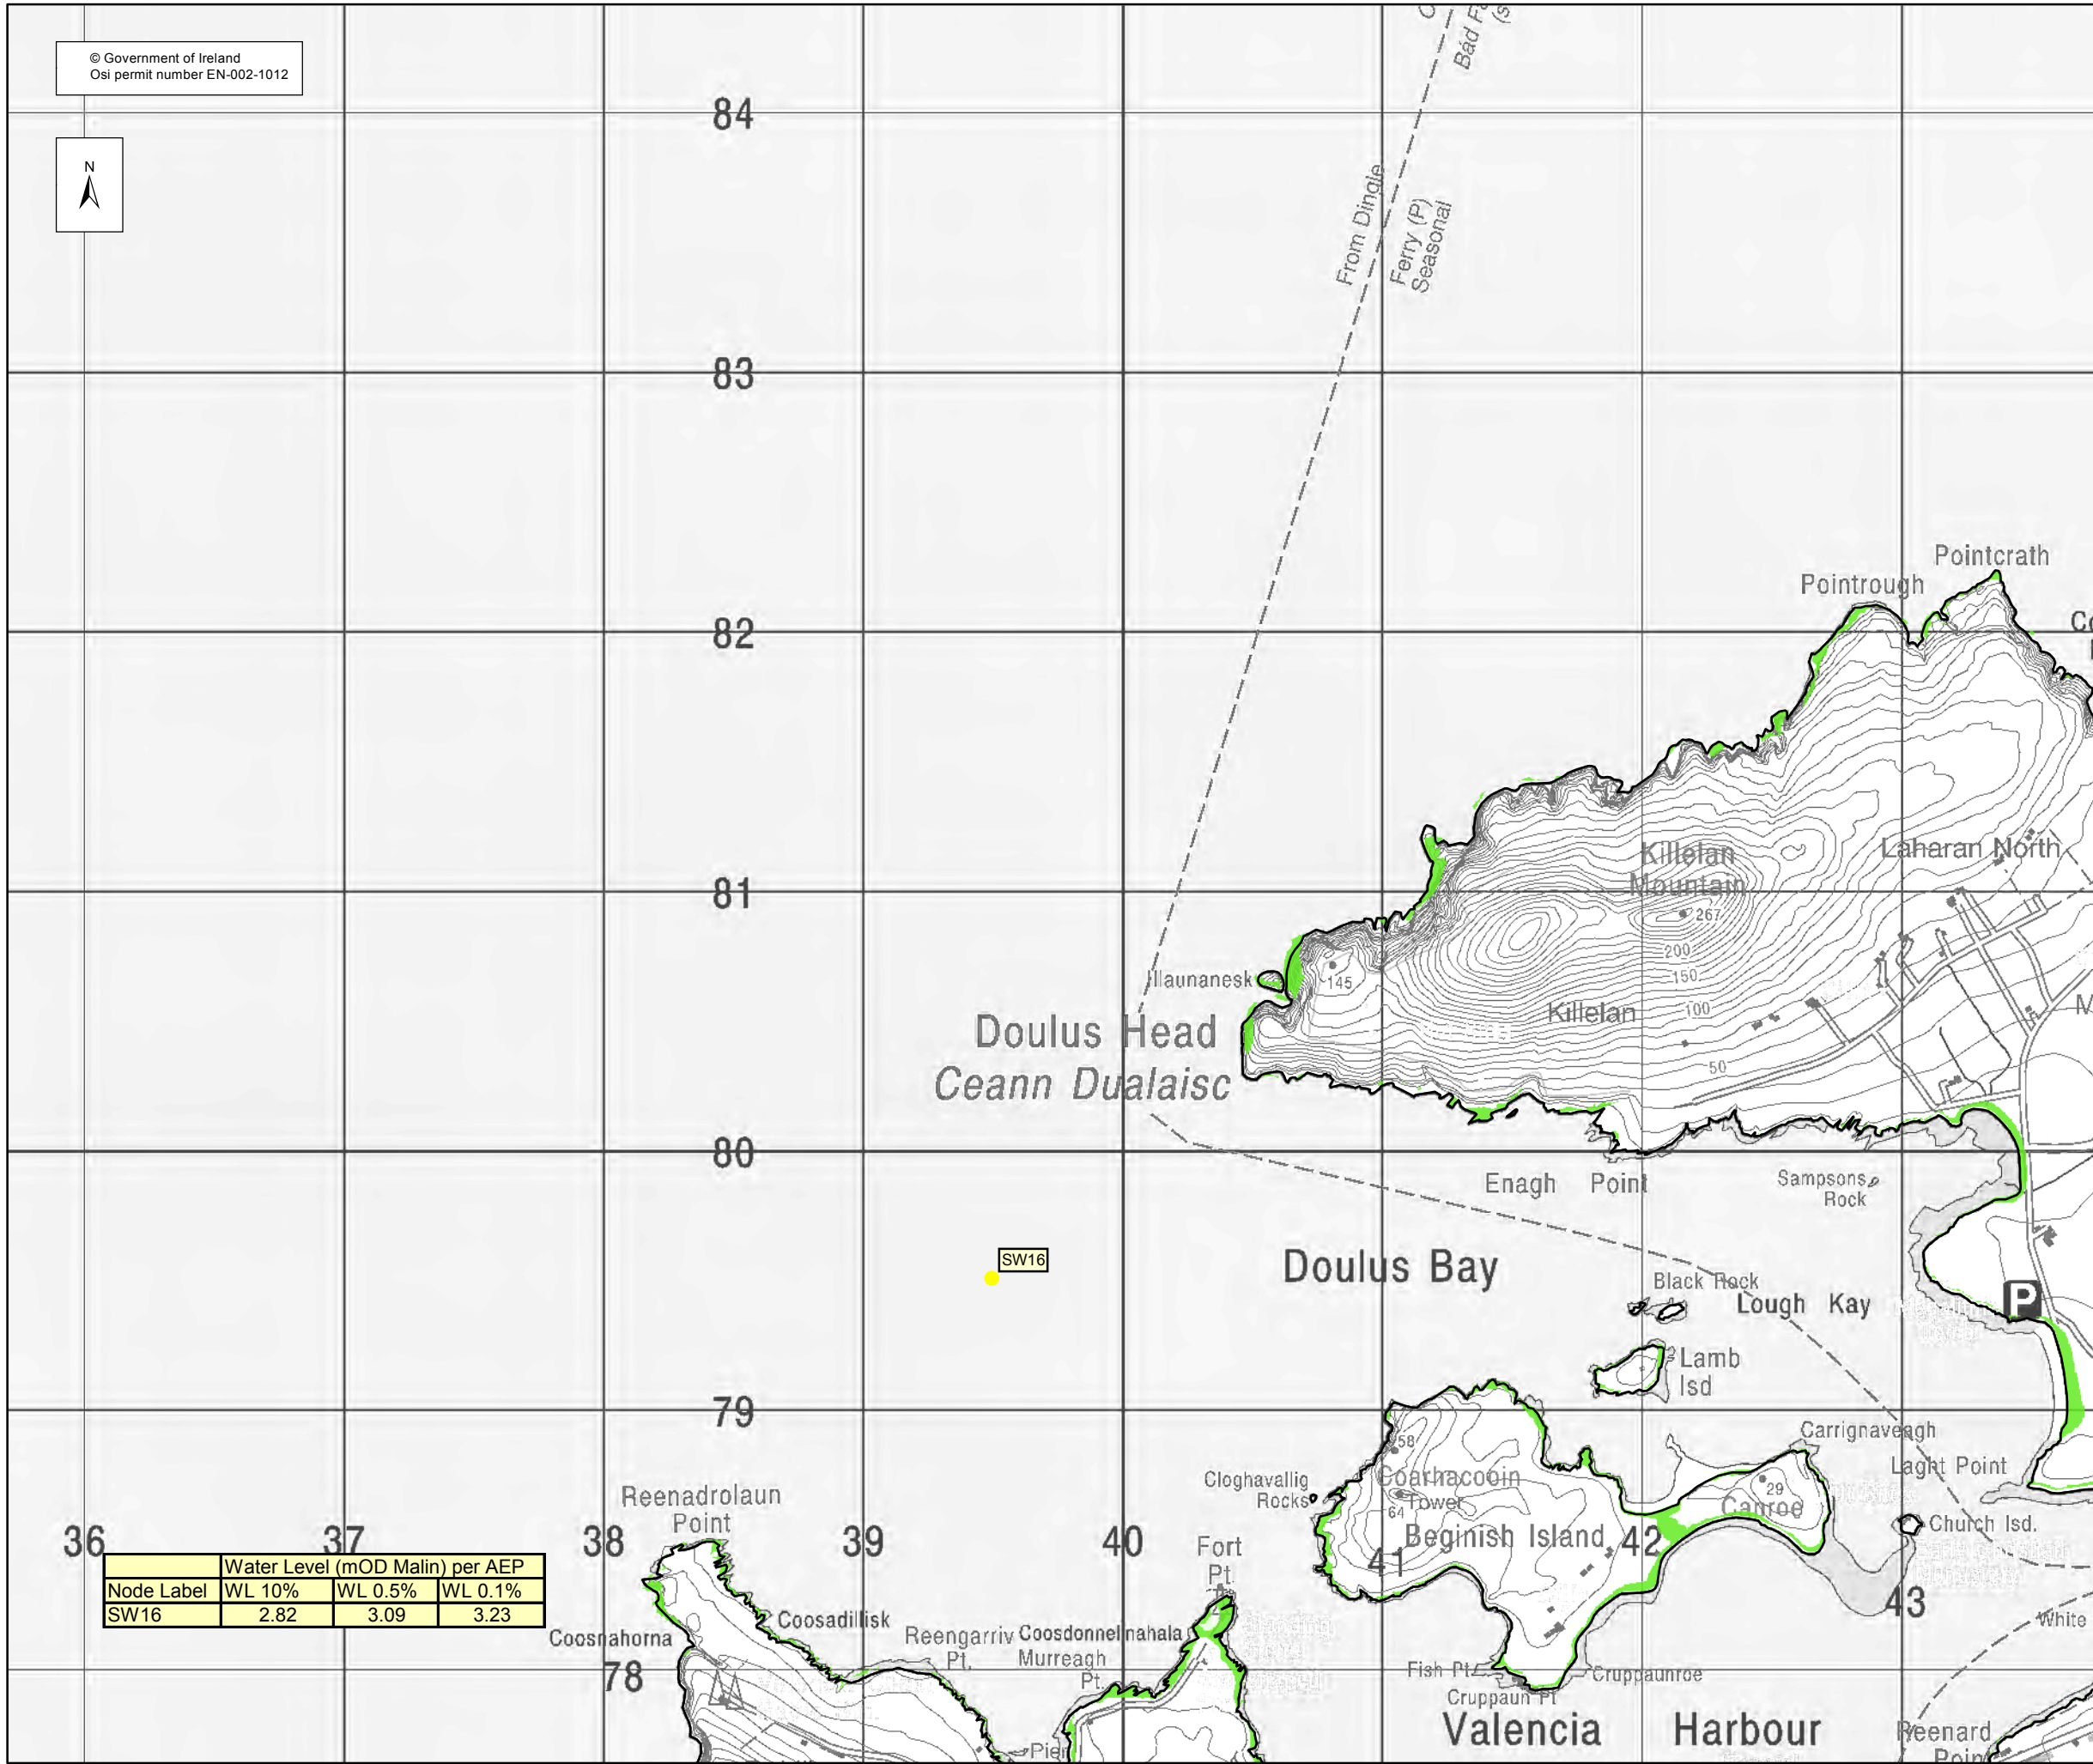 © Government of Ireland
Osi permit number EN-002-1012
N
84
83
82
81
80
79
78
From Dingle
Ferry (P)
Seasonal
Pointcrath
Pointrough
Killelan
Mountain
267
Laharan North
200
150
100
50
Killelan
Illaunanesk
145
Doulus Head
Ceann Dualaisc
Enagh Point
Sampsons
Rock
SW16
Doulus Bay
Black Rock
Lough Kay
P
Lamb
Isd
Carrignaveagh
Laght Point
58
Coarhacooin
Tower
64
Cloghavallig
Rocks
29
Canroe
Church Isd.
Beginish Island
Reenadrolaun
Point
Fort
Pt.
36
37
38
39
40
41
42
43
Water Level (mOD Malin) per AEP
Node Label WL 10% WL 0.5% WL 0.1%
SW16 2.82 3.09 3.23
Coosadillisk
Coosnahorna
Reengarriv
Pt.
Coosdonnelnahala
Murreagh
Pt.
Fish Pt
Cruppaunroe
Cruppaun Pt
White
Valencia Harbour
Reenard
Pier